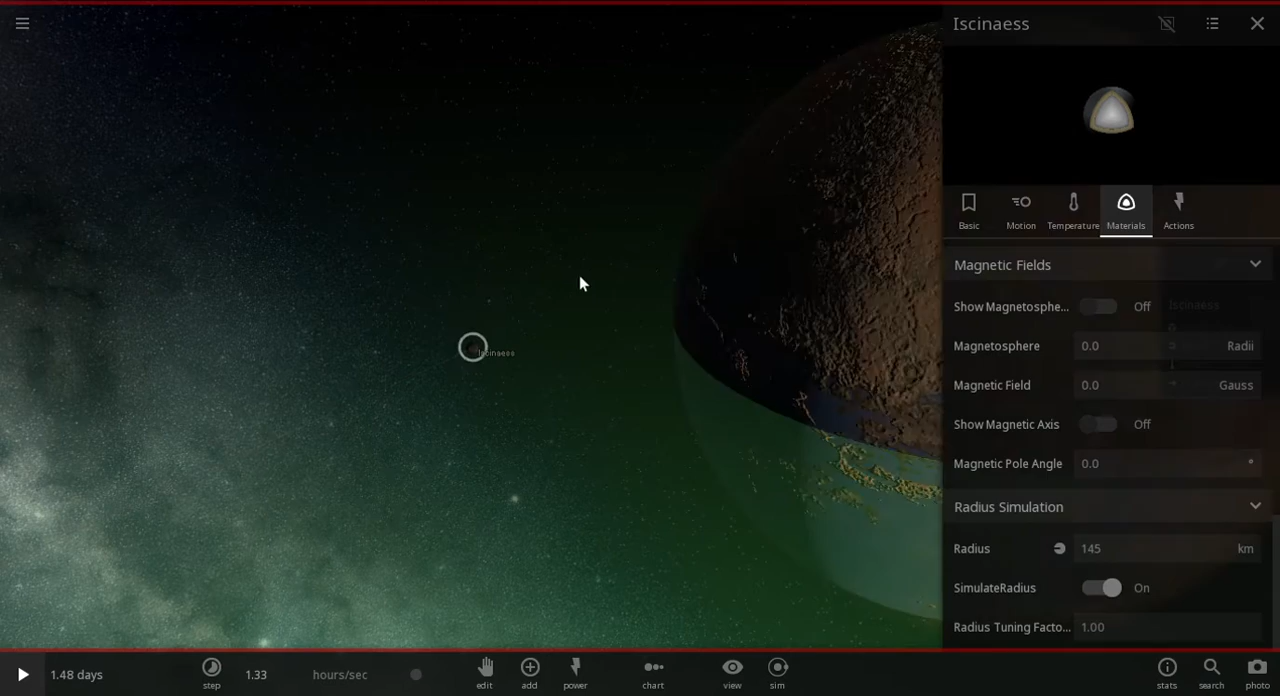 Iscinaess
Basic
Motion
Temperature
Materials
Actions
Magnetic Fields
Show Magnetosphe... Off
Iscinaess
Magnetosphere 0.0 Radii
Iscinaess
Magnetic Field 0.0 Gauss
Show Magnetic Axis Off
Magnetic Pole Angle 0.0 °
Radius Simulation
Radius 145 km
SimulateRadius On
Radius Tuning Facto... 1.00
1.48 days
step
1.33 hours/sec
edit
add
power
chart
view
sim
stats
search
photo